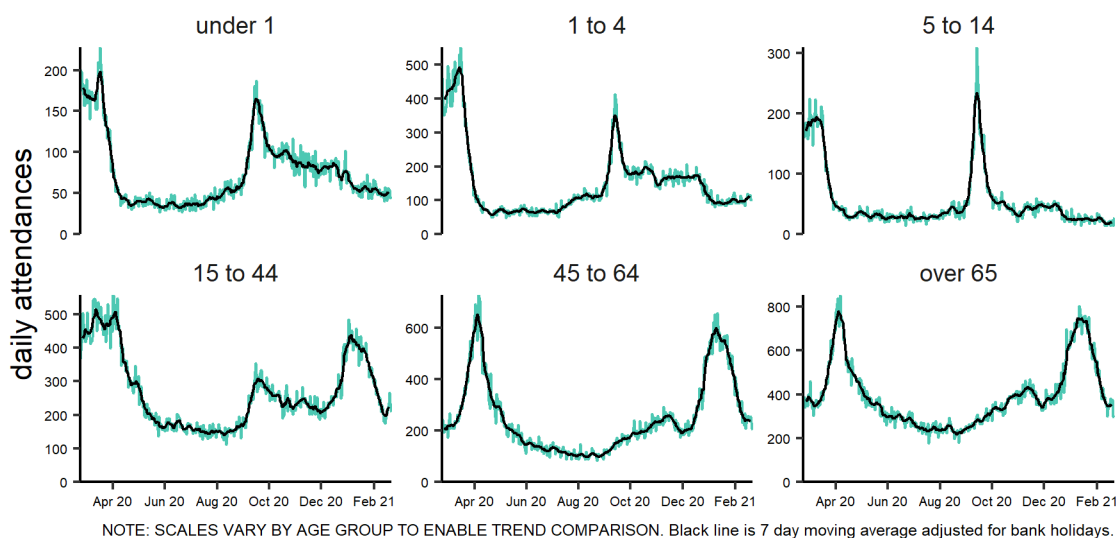 under 1
1 to 4
5 to 14
200
150
100
50
0
500
400
300
200
100
0
300
200
100
0
daily attendances
15 to 44
45 to 64
over 65
500
400
300
200
100
0
600
400
200
0
800
600
400
200
0
Apr 20 Jun 20 Aug 20 Oct 20 Dec 20 Feb 21
Apr 20 Jun 20 Aug 20 Oct 20 Dec 20 Feb 21
Apr 20 Jun 20 Aug 20 Oct 20 Dec 20 Feb 21
NOTE: SCALES VARY BY AGE GROUP TO ENABLE TREND COMPARISON. Black line is 7 day moving average adjusted for bank holidays.